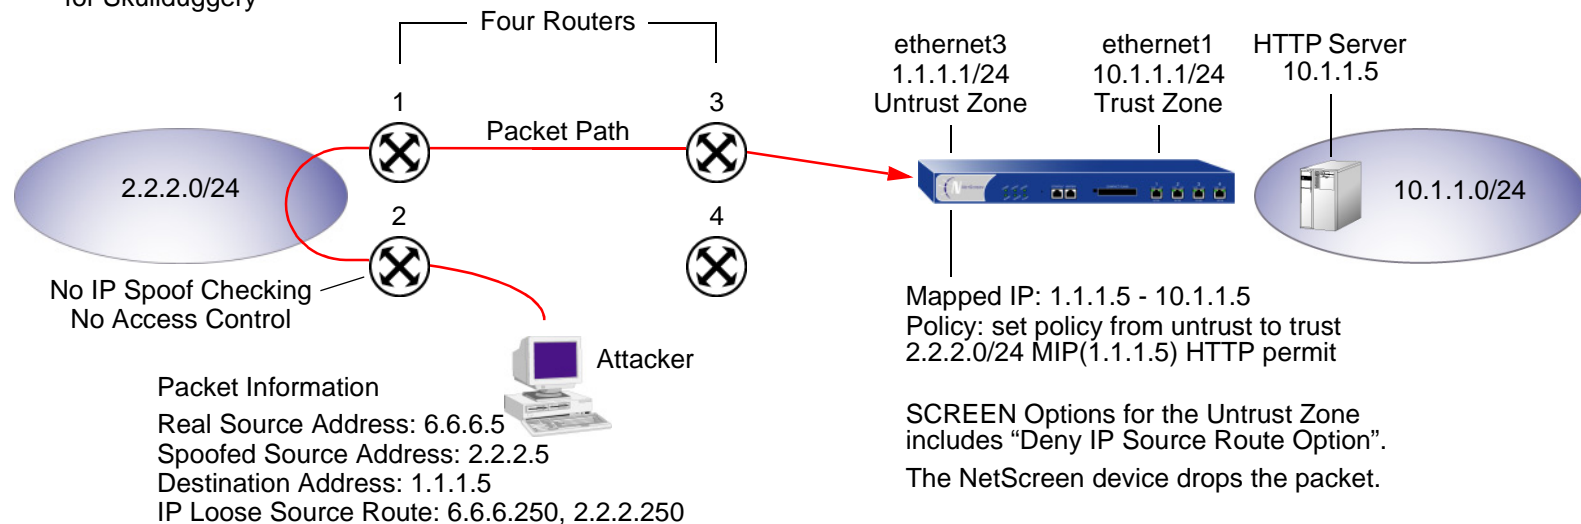 for Skullduggery
Four Routers
ethernet3
1.1.1.1/24
Untrust Zone
ethernet1
10.1.1.1/24
Trust Zone
HTTP Server
10.1.1.5
1
3
Packet Path
2.2.2.0/24
10.1.1.0/24
2
4
No IP Spoof Checking
No Access Control
Attacker
Mapped IP: 1.1.1.5 - 10.1.1.5
Policy: set policy from untrust to trust
2.2.2.0/24 MIP(1.1.1.5) HTTP permit
Packet Information
Real Source Address: 6.6.6.5
Spoofed Source Address: 2.2.2.5
Destination Address: 1.1.1.5
IP Loose Source Route: 6.6.6.250, 2.2.2.250
SCREEN Options for the Untrust Zone
includes “Deny IP Source Route Option”.
The NetScreen device drops the packet.